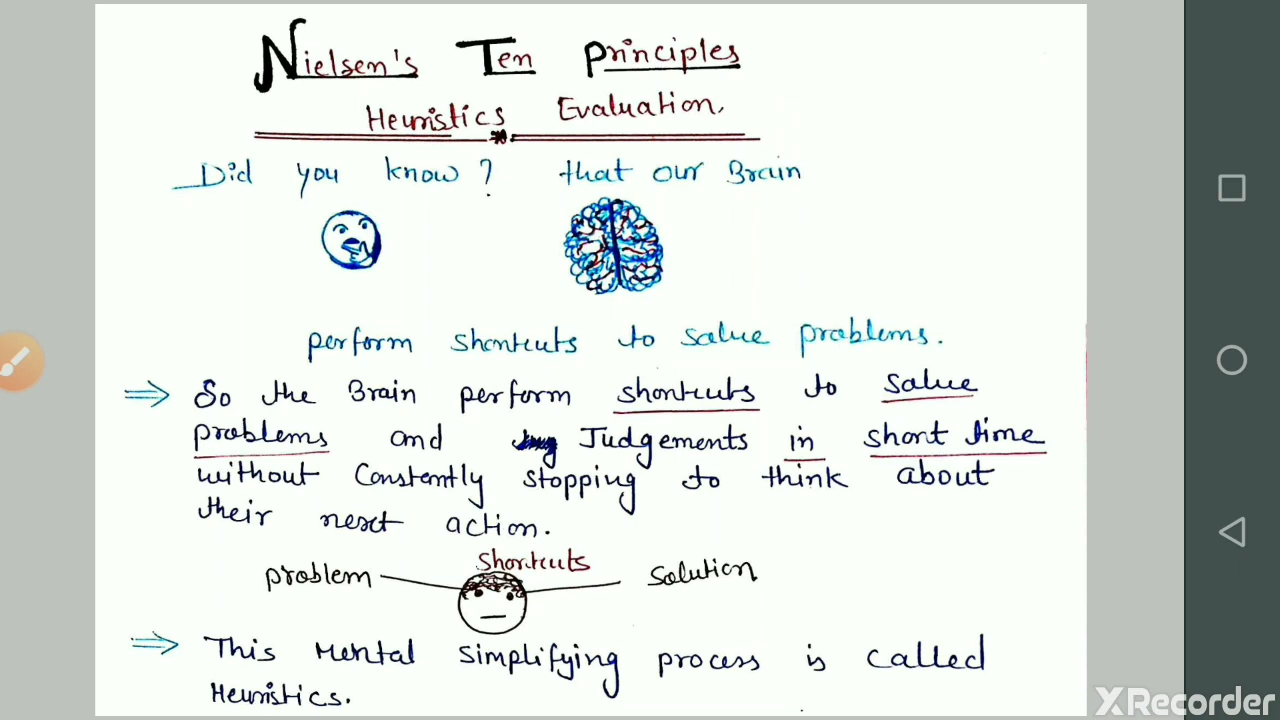 Nielsen's Ten Principles
Heuristics Evaluation.
Did you know? that our Brain
perform shortcuts to salve problems.
⇒ So the Brain perform shortcuts to salve
problems and Judgements in short time
without Constently stopping to think about
their next action.
shortcuts
problem solution
⇒ This Mental simplifying process is called
Heuristics.
XRecorder